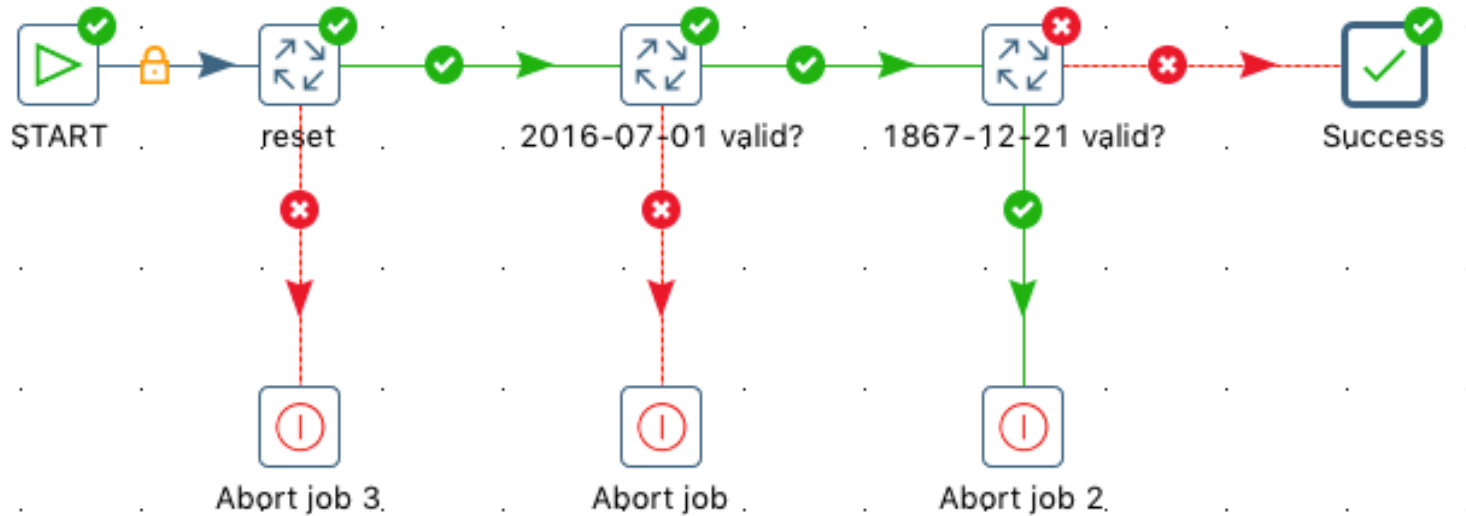 START
reset
2016-07-01 valid?
1867-12-21 valid?
Success
Abort job 3
Abort job
Abort job 2